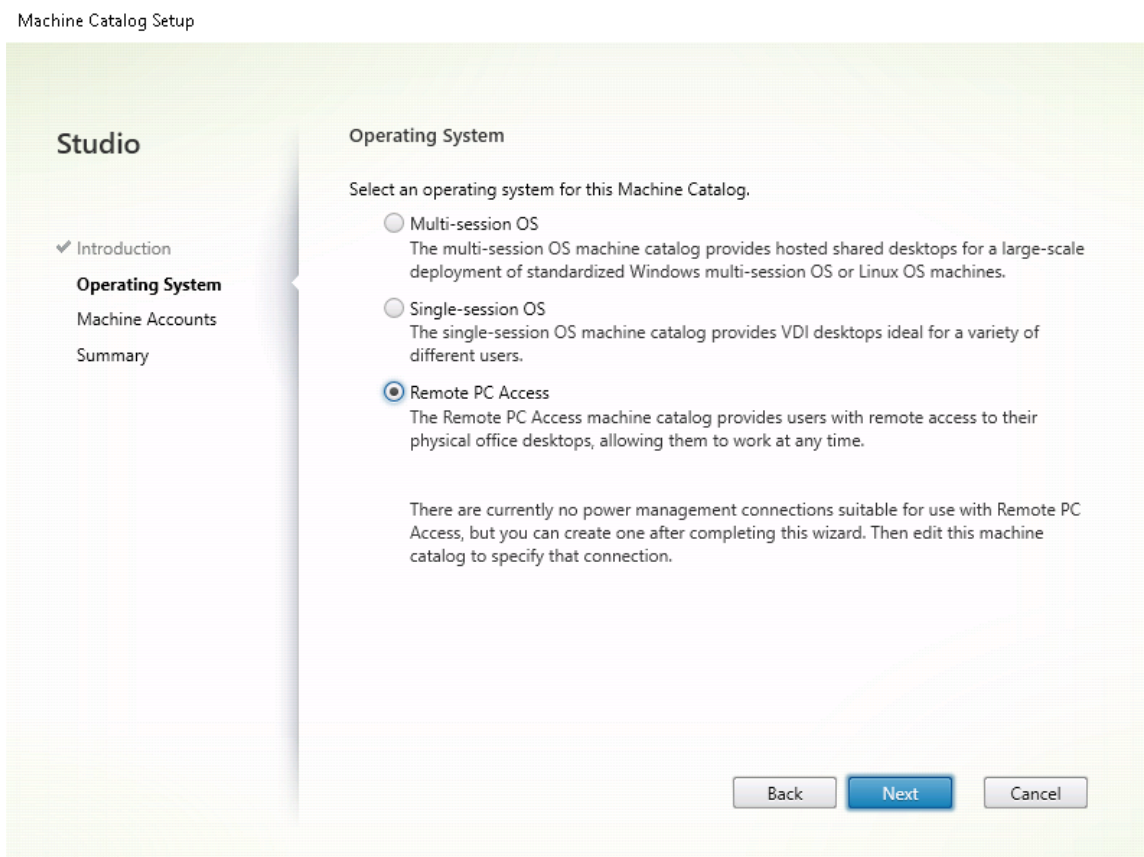 Machine Catalog Setup
Studio
Introduction
Operating System
Machine Accounts
Summary
Operating System
Select an operating system for this Machine Catalog.
Multi-session OS
The multi-session OS machine catalog provides hosted shared desktops for a large-scale
deployment of standardized Windows multi-session OS or Linux OS machines.
Single-session OS
The single-session OS machine catalog provides VDI desktops ideal for a variety of
different users.
Remote PC Access
The Remote PC Access machine catalog provides users with remote access to their
physical office desktops, allowing them to work at any time.
There are currently no power management connections suitable for use with Remote PC
Access, but you can create one after completing this wizard. Then edit this machine
catalog to specify that connection.
Back
Next
Cancel